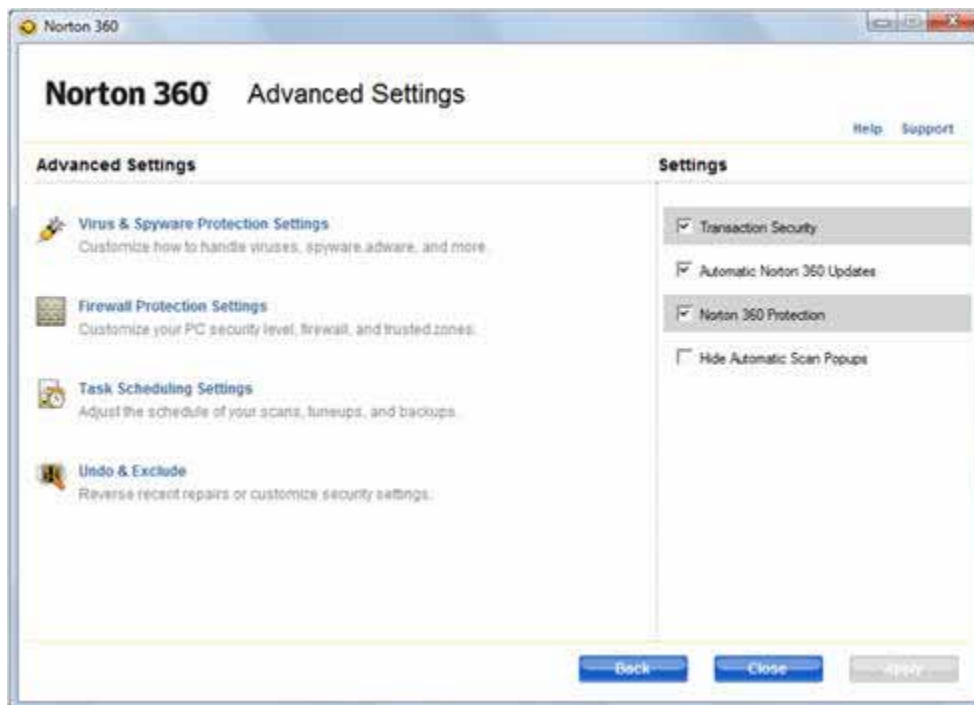 Norton 360
Norton 360 Advanced Settings
Help Support
Advanced Settings
Settings
Virus & Spyware Protection Settings
Customize how to handle viruses, spyware, adware, and more.
Transaction Security
Automatic Norton 360 Updates
Firewall Protection Settings
Customize your PC security level, firewall, and trusted zones.
Norton 360 Protection
Hide Automatic Scan Popups
Task Scheduling Settings
Adjust the schedule of your scans, tuneups, and backups.
Undo & Exclude
Reverse recent repairs or customize security settings.
Back Close Apply